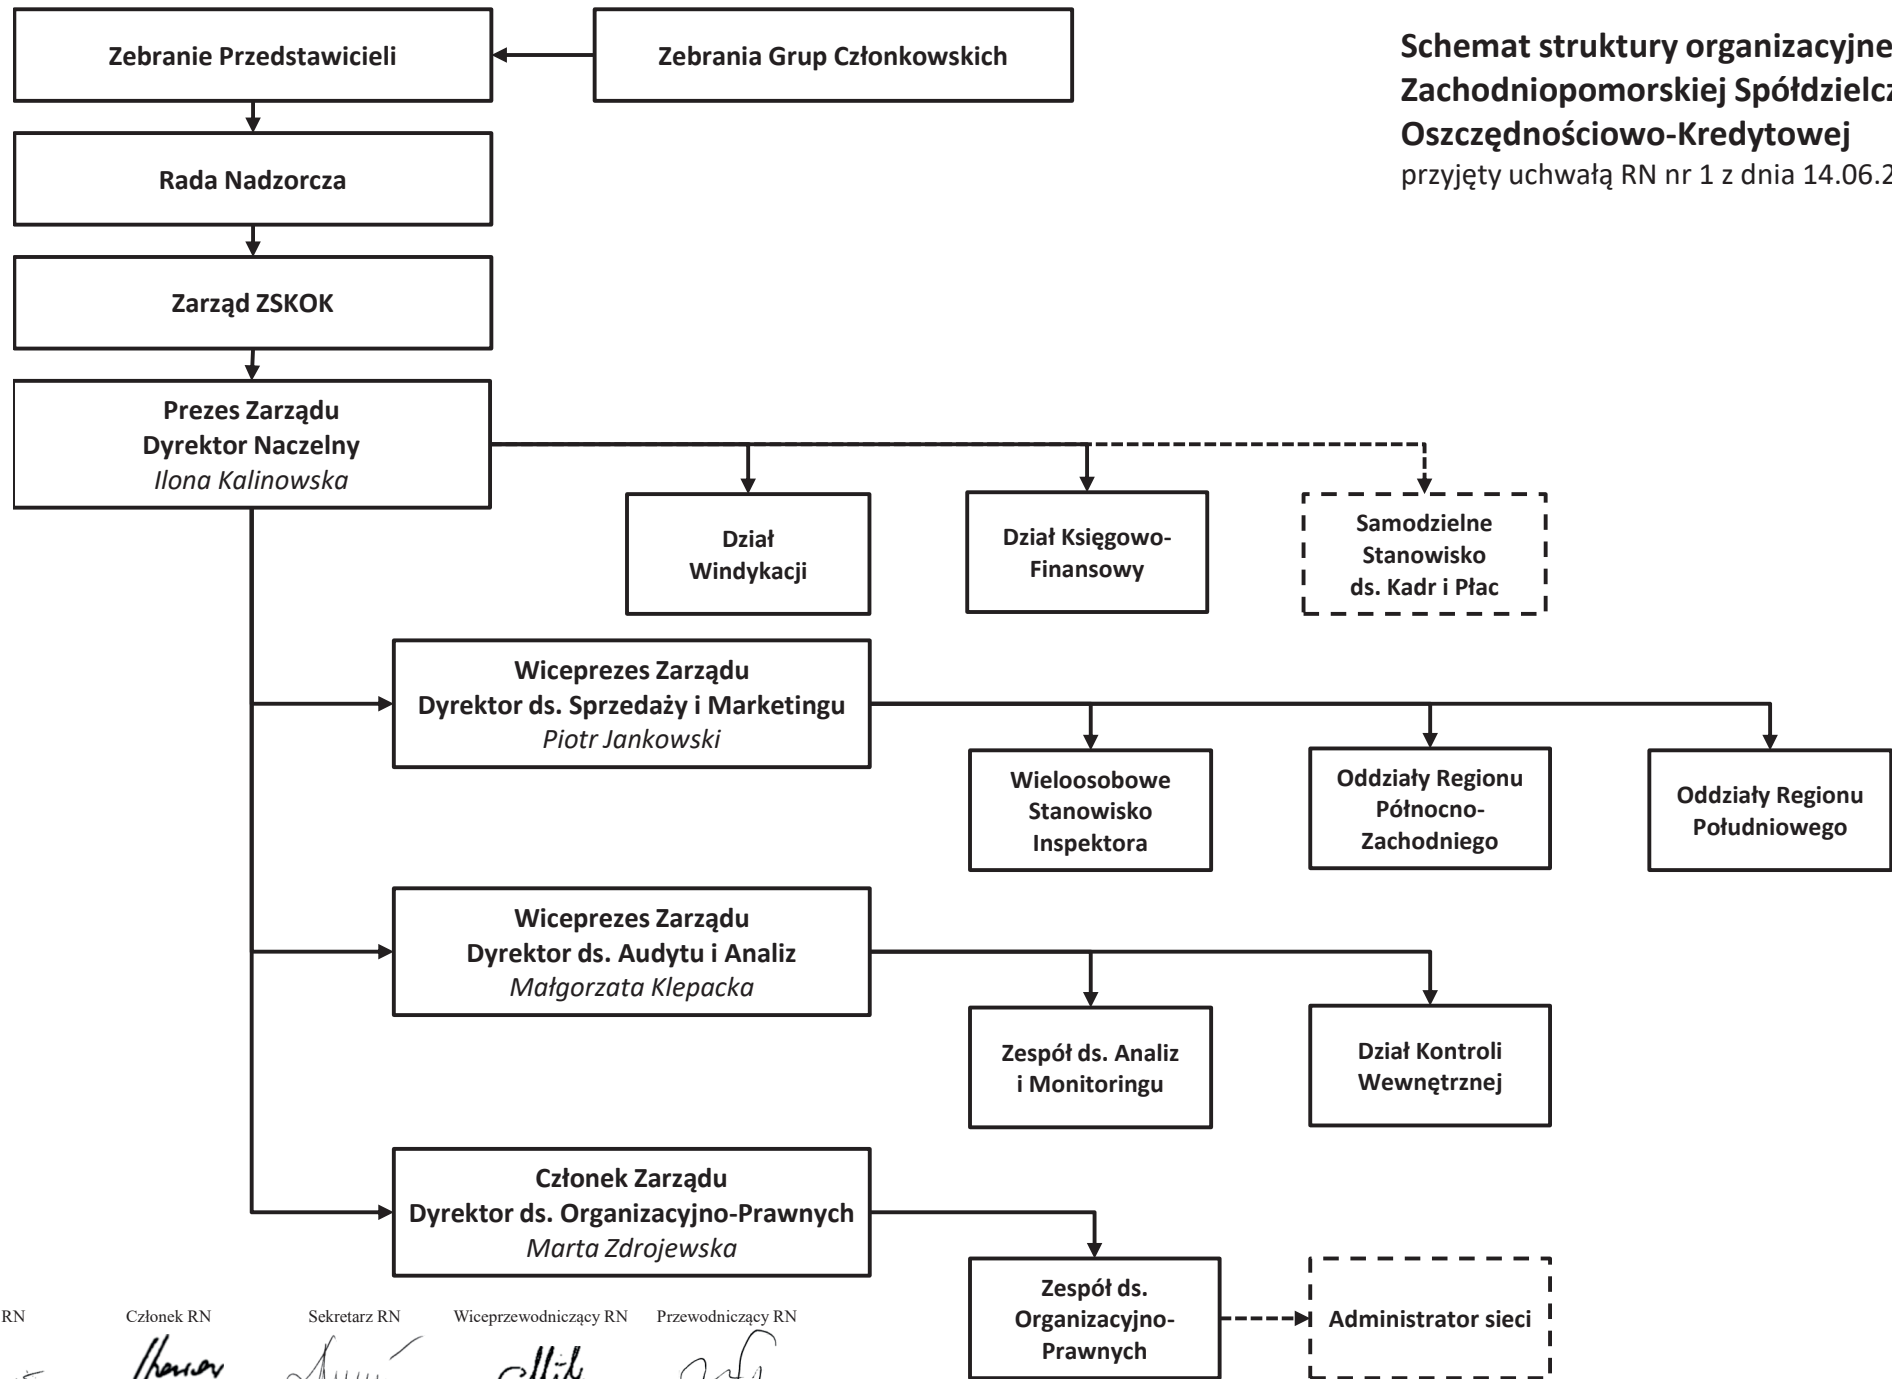 Zebranie Przedstawicieli
Zebrania Grup Członkowskich
Schemat struktury organizacyjne
Zachodniopomorskiej Spółdzielcz
Oszczędnościowo-Kredytowej
przyjęty uchwałą RN nr 1 z dnia 14.06.2
Rada Nadzorcza
Zarząd ZSKOK
Prezes Zarządu
Dyrektor Naczelny
Ilona Kalinowska
Dział
Windykacji
Dział Księgowo-
Finansowy
Samodzielne
Stanowisko
ds. Kadr i Płac
Wiceprezes Zarządu
Dyrektor ds. Sprzedaży i Marketingu
Piotr Jankowski
Wieloosobowe
Stanowisko
Inspektora
Oddziały Regionu
Północno-
Zachodniego
Oddziały Regionu
Południowego
Wiceprezes Zarządu
Dyrektor ds. Audytu i Analiz
Małgorzata Klepacka
Zespół ds. Analiz
i Monitoringu
Dział Kontroli
Wewnętrznej
Członek Zarządu
Dyrektor ds. Organizacyjno-Prawnych
Marta Zdrojewska
Zespół ds.
Organizacyjno-
Prawnych
Administrator sieci
RN
Członek RN
Sekretarz RN
Wiceprzewodniczący RN
Przewodniczący RN